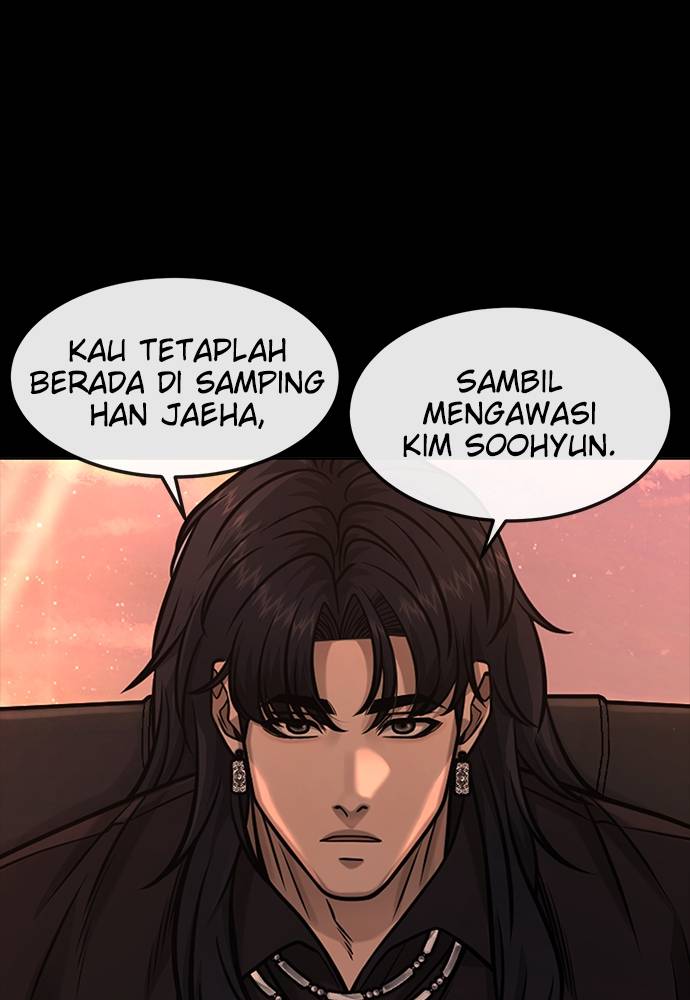 KAU TETAPLAH
BERADA DI SAMPING
HAN JAEHA,
SAMBIL
MENGAWASI
KIM SOOHYUN.